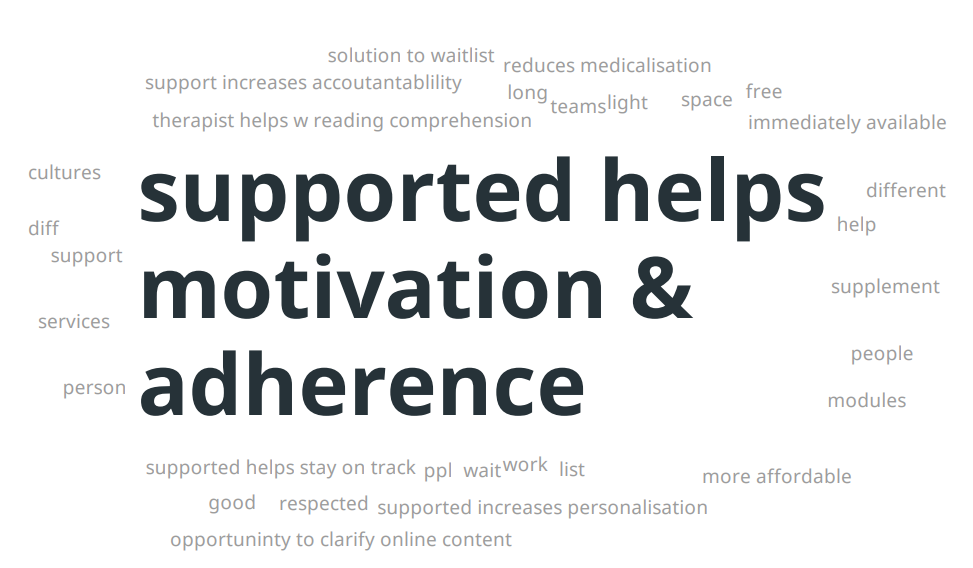 solution to waitlist
reduces medicalisation
support increases accoutantablility
long
teams
light
space
free
therapist helps w reading comprehension
immediately available
cultures
supported helps
motivation &
adherence
different
diff
help
support
supplement
services
people
person
modules
supported helps stay on track
ppl
wait
work
list
more affordable
good
respected
supported increases personalisation
opportuninty to clarify online content